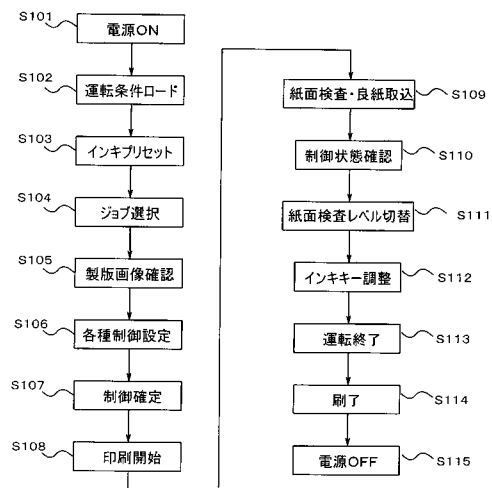 S101
電源ON
S102
運転条件ロード
S103
インキプリセット
S104
ジョブ選択
S105
製版画像確認
S106
各種制御設定
S107
制御確定
S108
印刷開始
紙面検査・良紙取込
S109
制御状態確認
S110
紙面検査レベル切替
S111
インキキー調整
S112
運転終了
S113
刷了
S114
電源OFF
S115